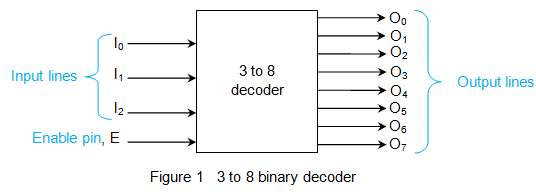 I₀
I₁
I₂
Input lines
Enable pin, E
3 to 8
decoder
O₀
O₁
O₂
O₃
O₄
O₅
O₆
O₇
Output lines
Figure 1 3 to 8 binary decoder